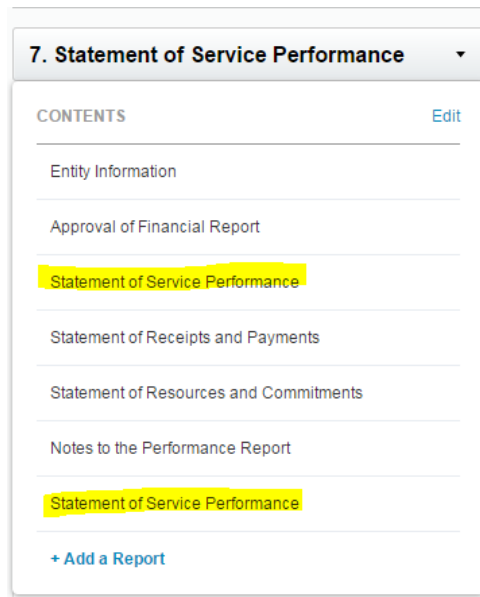 7. Statement of Service Performance
CONTENTS Edit
Entity Information
Approval of Financial Report
Statement of Service Performance
Statement of Receipts and Payments
Statement of Resources and Commitments
Notes to the Performance Report
Statement of Service Performance
+ Add a Report